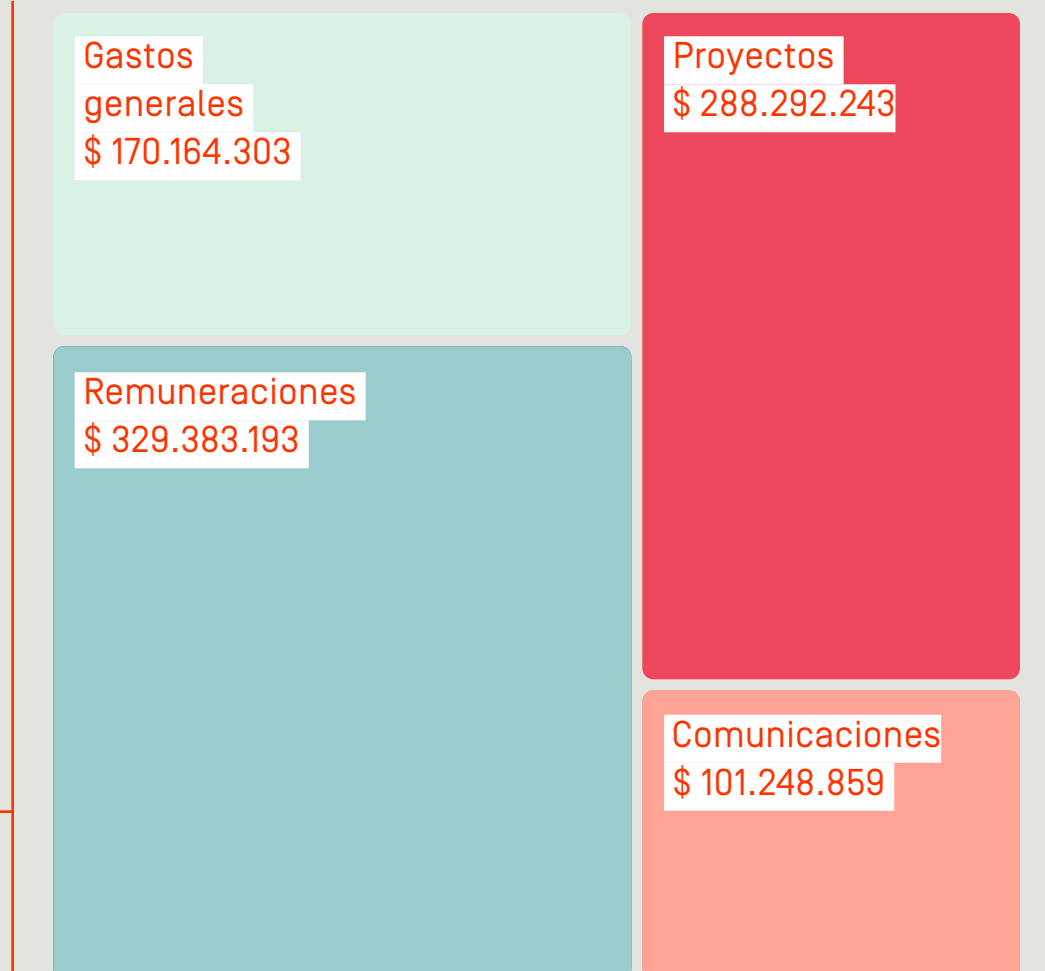 Gastos
generales
$ 170.164.303
Proyectos
$ 288.292.243
Remuneraciones
$ 329.383.193
Comunicaciones
$ 101.248.859